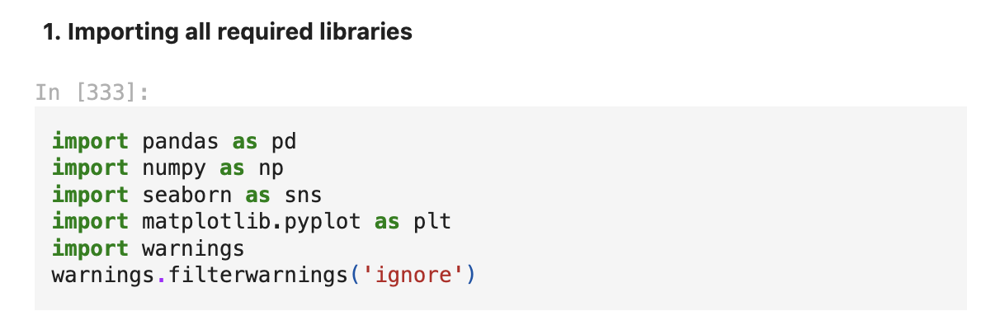 1. Importing all required libraries
In [333]:
import pandas as pd
import numpy as np
import seaborn as sns
import matplotlib.pyplot as plt
import warnings
warnings.filterwarnings('ignore')